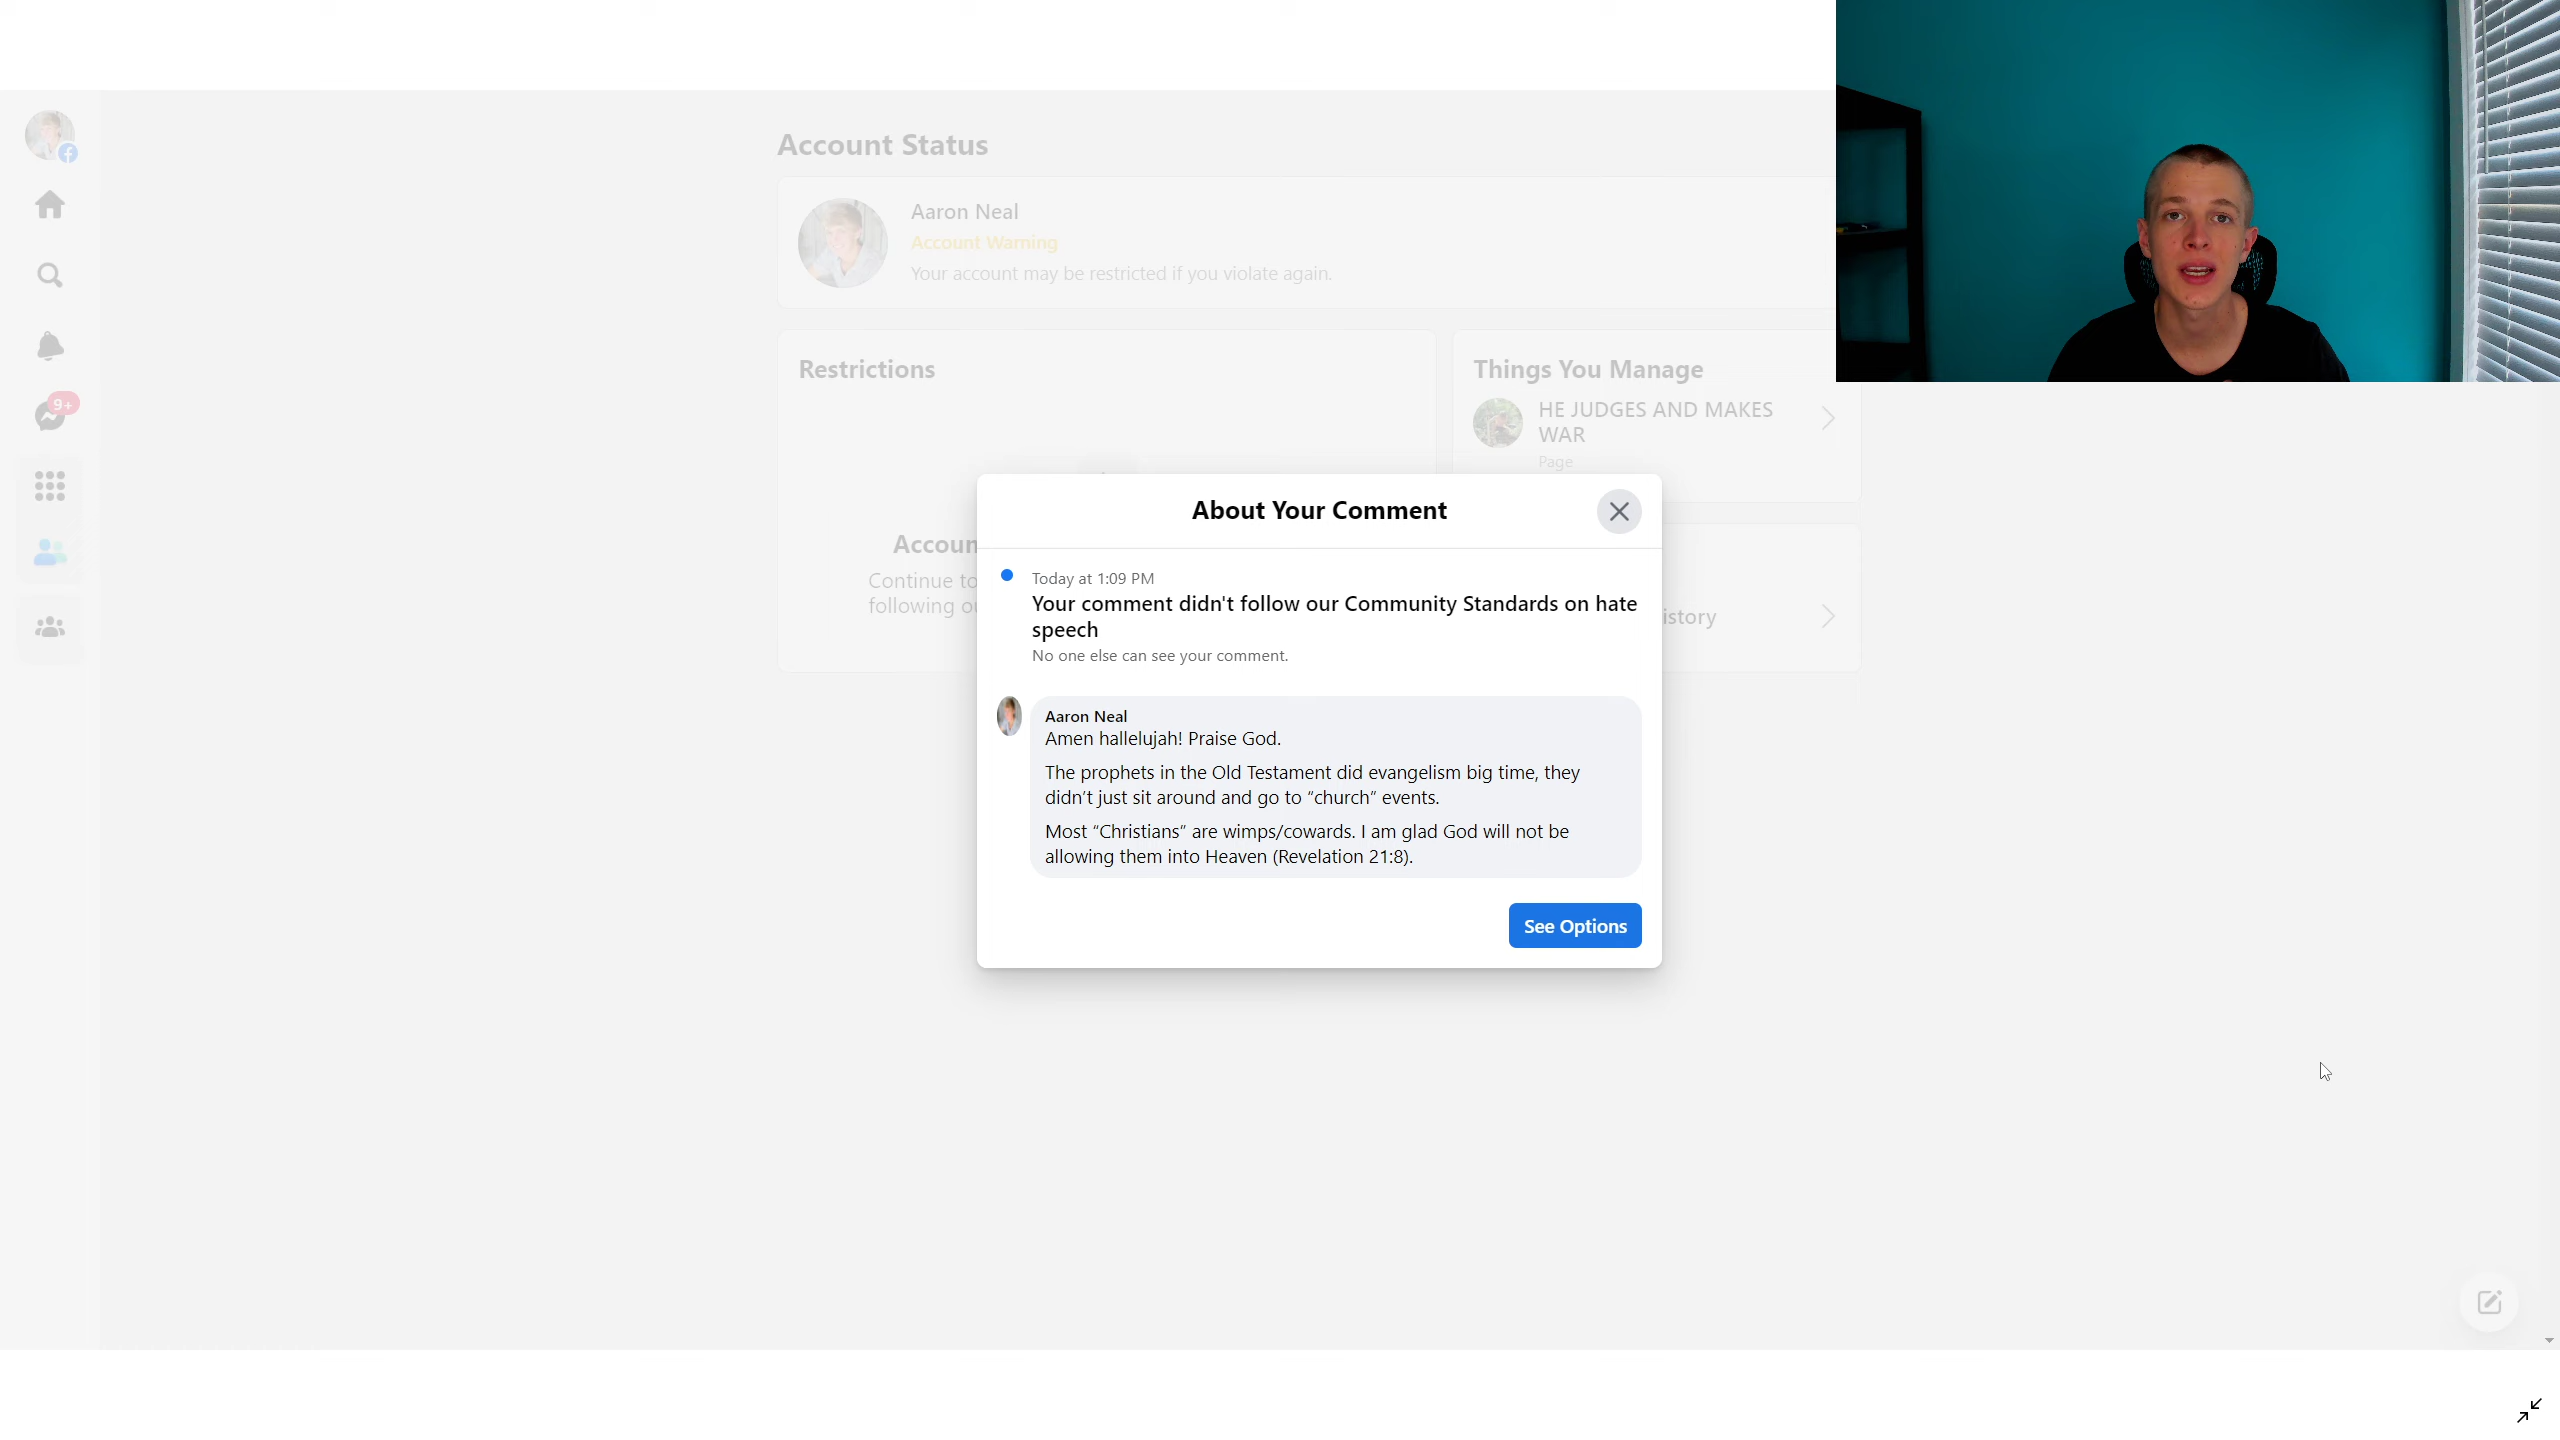 Account Status
Aaron Neal
Account Warning
Your account may be restricted if you violate again.
Restrictions
Things You Manage
9+
HE JUDGES AND MAKES
WAR
Page
About Your Comment
Accoun
Continue to
following ou
Today at 1:09 PM
Your comment didn't follow our Community Standards on hate
speech
No one else can see your comment.
istory
Aaron Neal
Amen hallelujah! Praise God.
The prophets in the Old Testament did evangelism big time, they
didn’t just sit around and go to “church” events.
Most “Christians” are wimps/cowards. I am glad God will not be
allowing them into Heaven (Revelation 21:8).
See Options